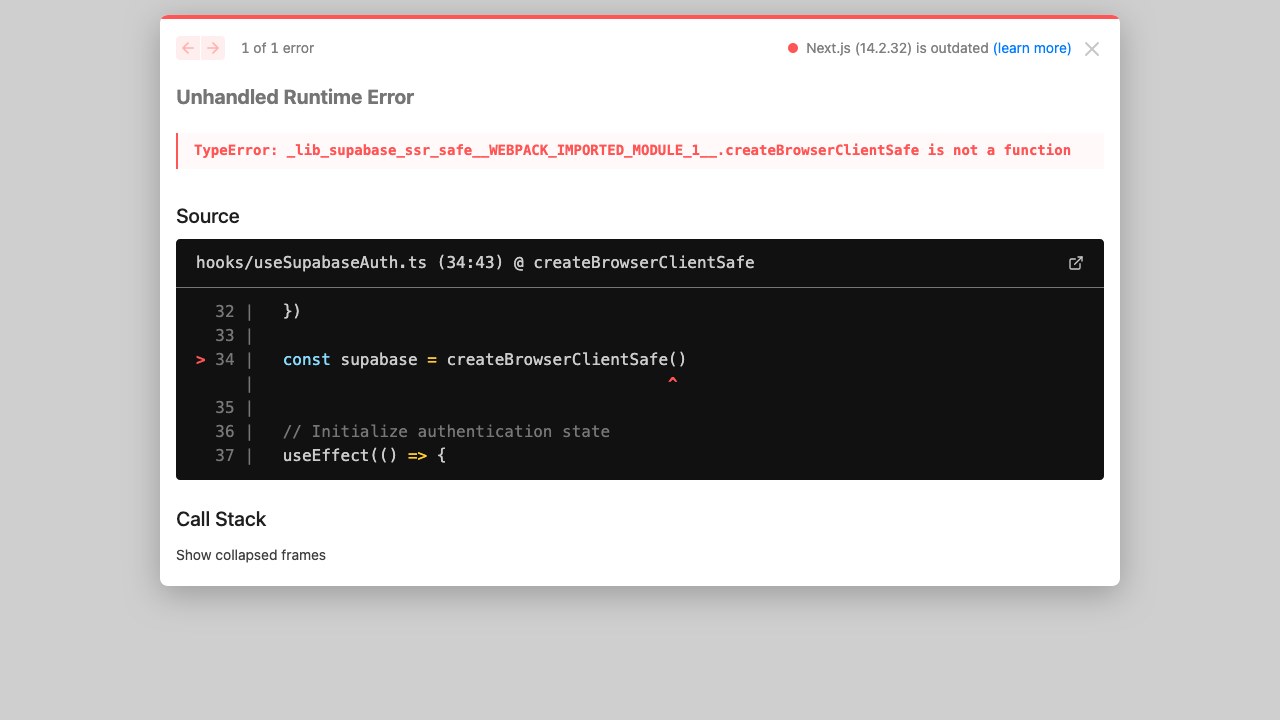 1 of 1 error
Next.js (14.2.32) is outdated (learn more)
Unhandled Runtime Error
TypeError: _lib_supabase_ssr_safe__WEBPACK_IMPORTED_MODULE_1__.createBrowserClientSafe is not a function
Source
hooks/useSupabaseAuth.ts (34:43) @ createBrowserClientSafe
32 |   })
33 |
> 34 |   const supabase = createBrowserClientSafe()
|                                           ^
35 |
36 |   // Initialize authentication state
37 |   useEffect(() => {
Call Stack
Show collapsed frames